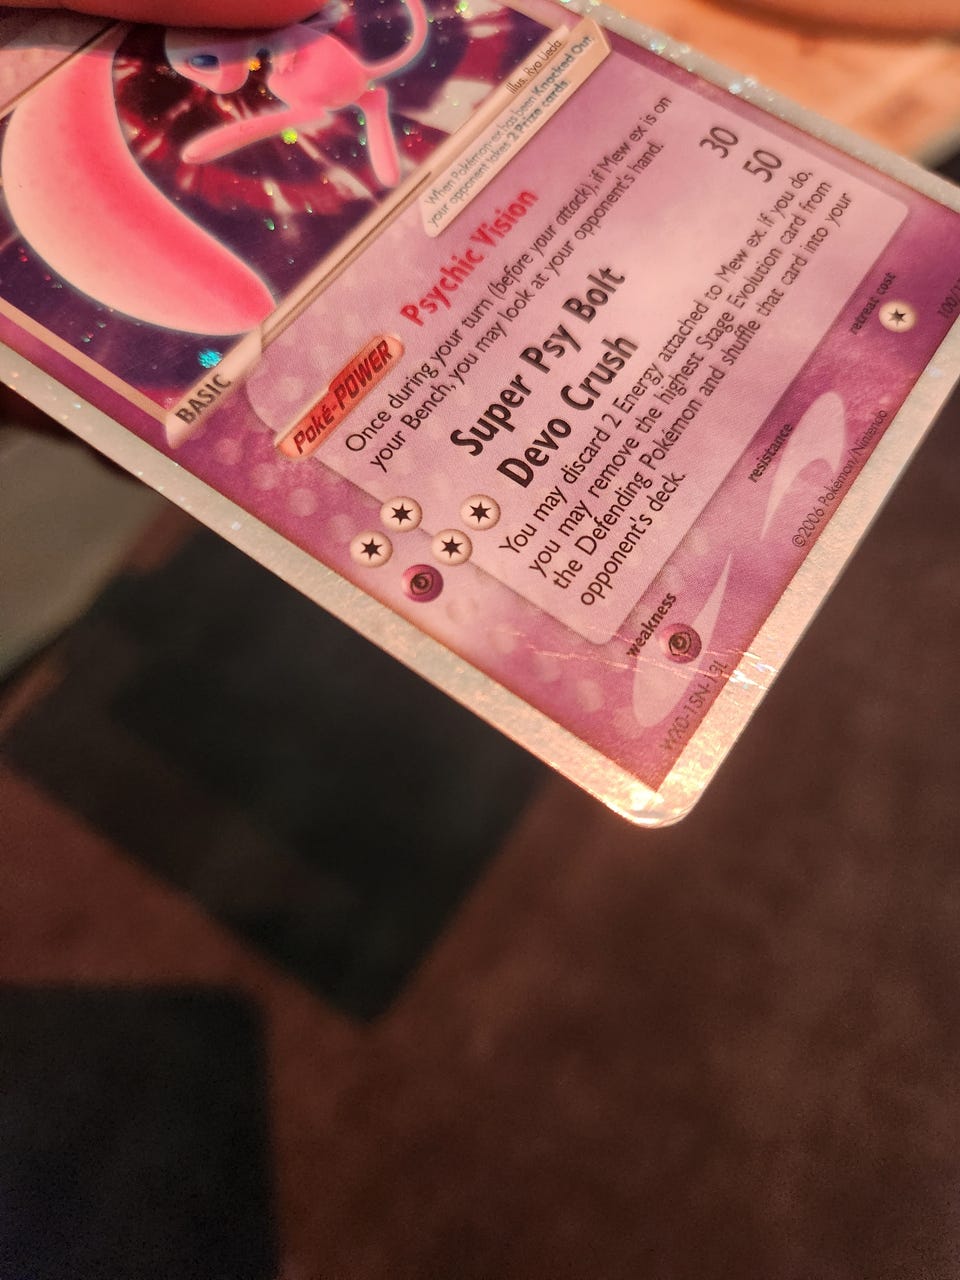 Illus. Ryo Ueda
When Pokémon-ex has been Knocked Out,
your opponent takes 2 Prize cards.
BASIC
Poké-POWER Psychic Vision
Once during your turn (before your attack), if Mew ex is on
your Bench, you may look at your opponent's hand.
Super Psy Bolt 30
Devo Crush 50
You may discard 2 Energy attached to Mew ex. If you do,
you may remove the highest Stage Evolution card from
the Defending Pokémon and shuffle that card into your
opponent's deck.
weakness resistance retreat cost
©2006 Pokémon/Nintendo 100/